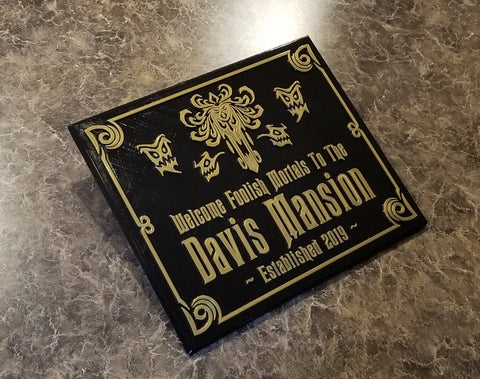 Welcome Foolish Mortals To The
Davis Mansion
~ Established 2019 ~